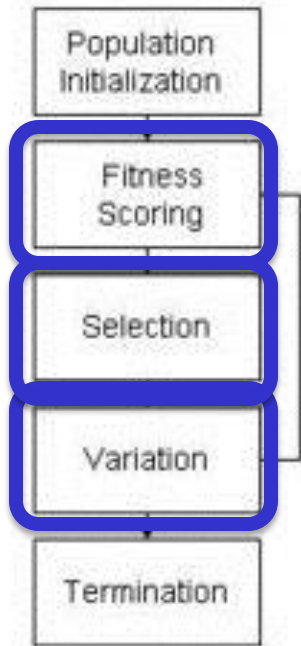 Population
Initialization
Fitness
Scoring
Selection
Variation
Termination